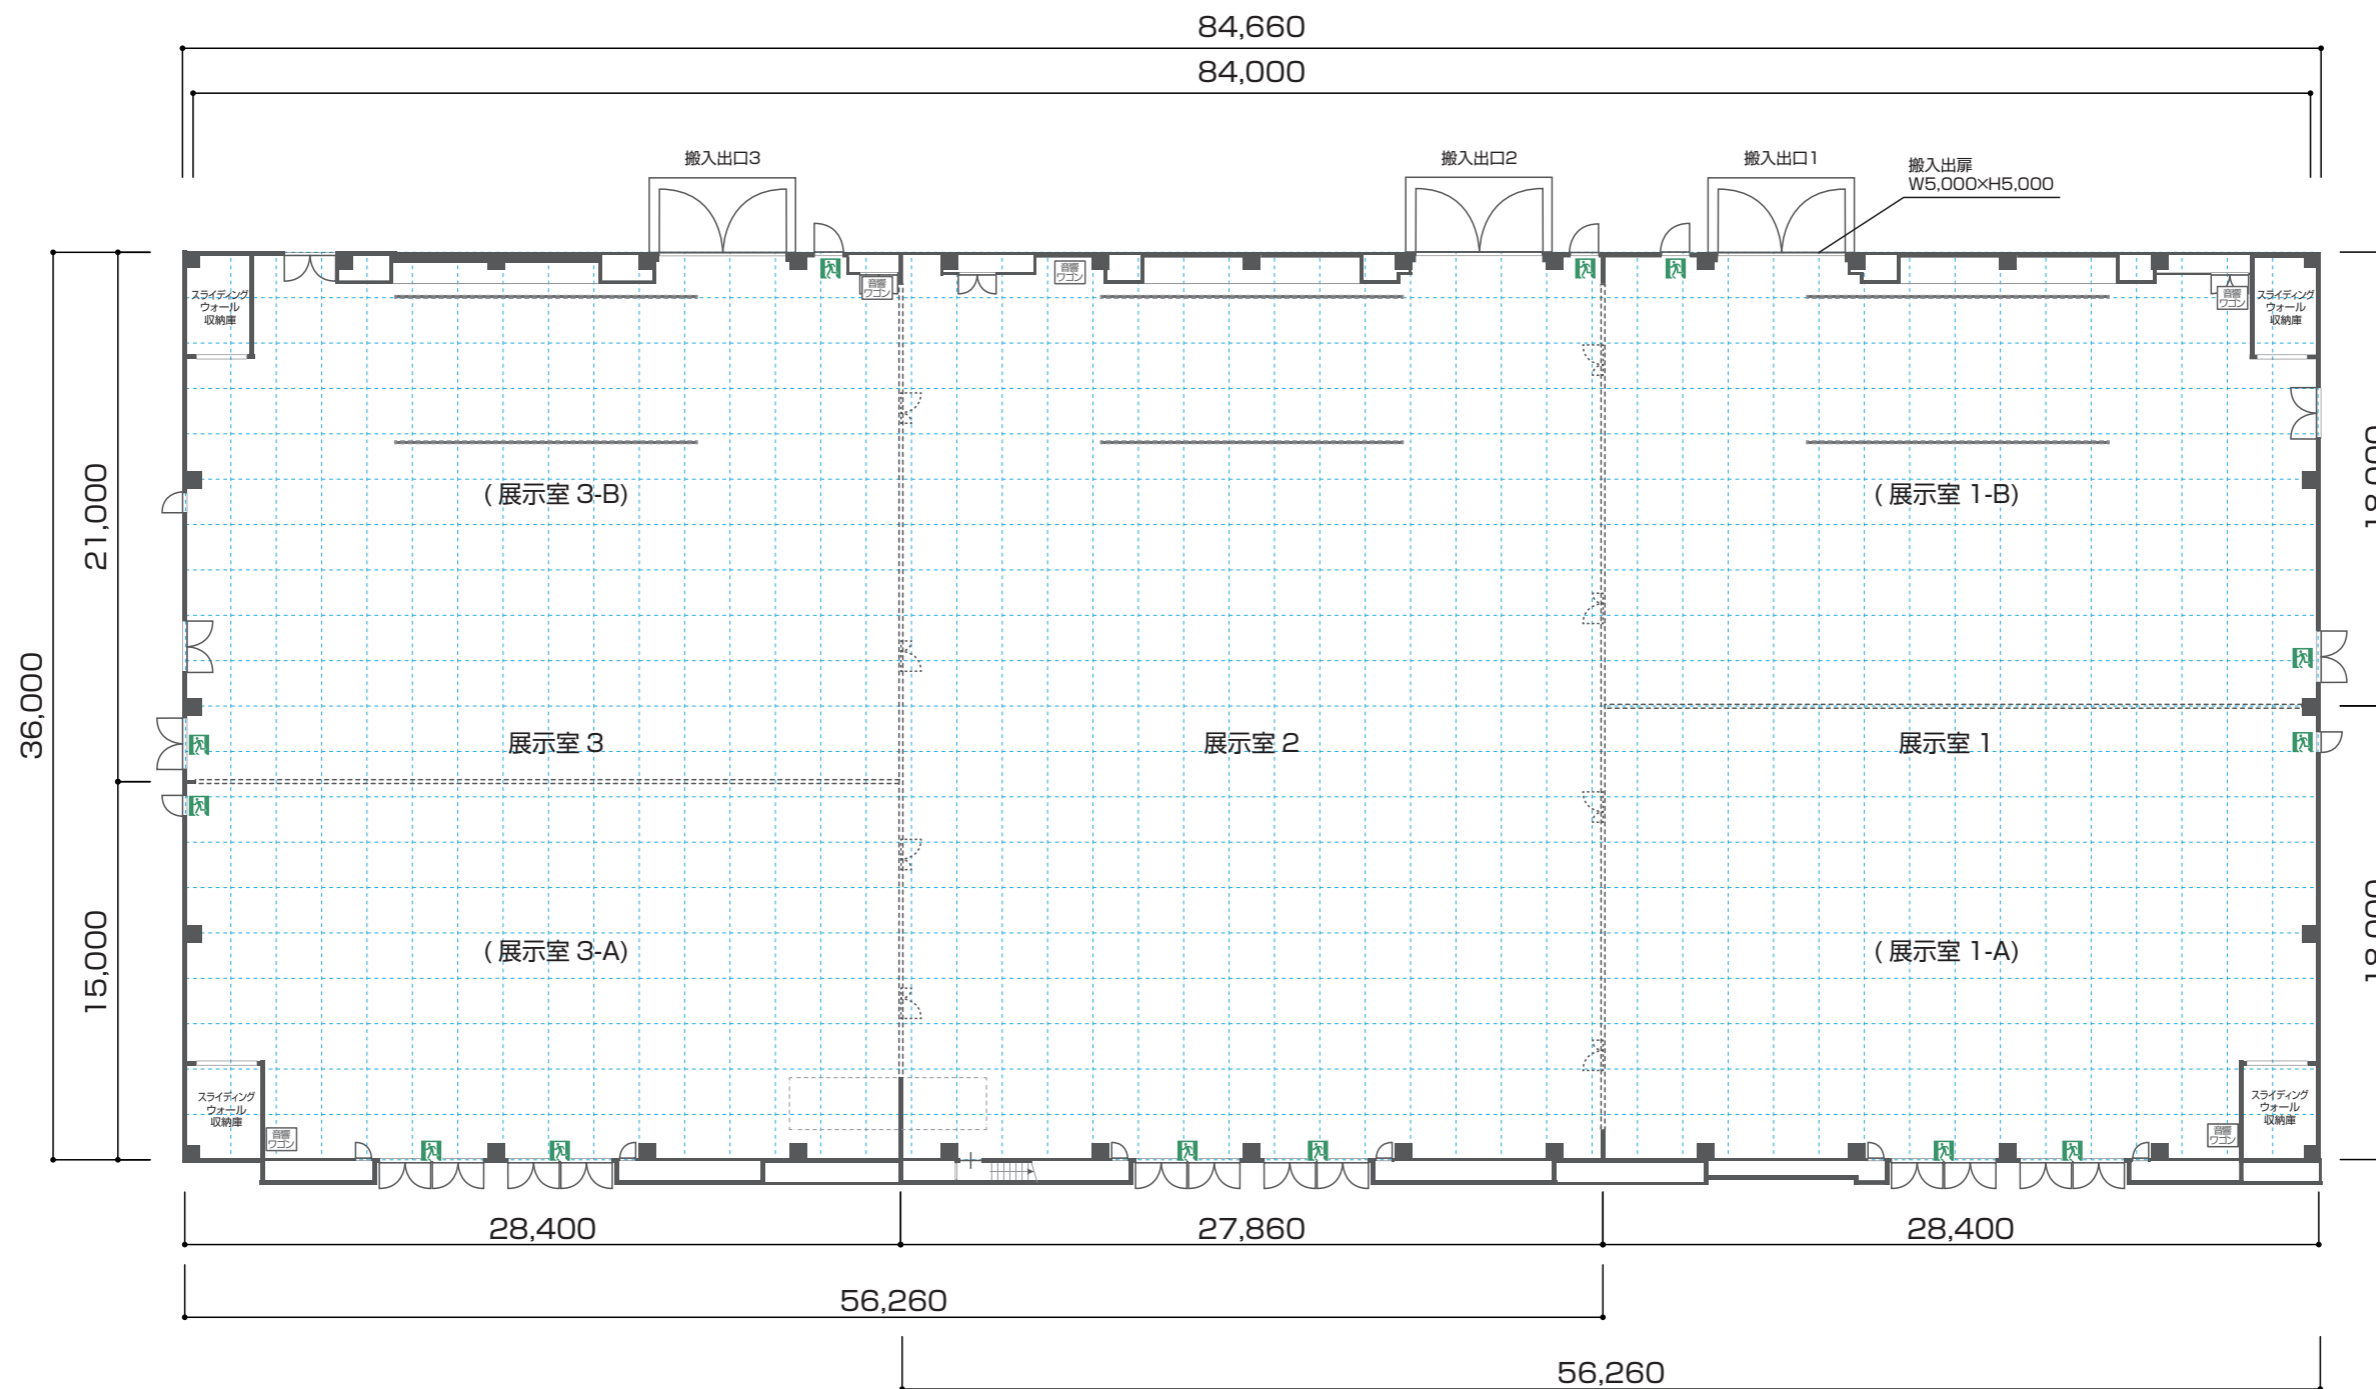 84,660
84,000
搬入出口3
搬入出口2
搬入出口1
搬入出扉
W5,000×H5,000
スライディング
ウォール
収納庫
音響
ワゴン
音響
ワゴン
音響
ワゴン
スライディング
ウォール
収納庫
21,000
18,000
(展示室 3-B)
(展示室 1-B)
36,000
展示室 3
展示室 2
展示室 1
15,000
18,000
(展示室 3-A)
(展示室 1-A)
スライディング
ウォール
収納庫
音響
ワゴン
音響
ワゴン
スライディング
ウォール
収納庫
28,400
27,860
28,400
56,260
56,260